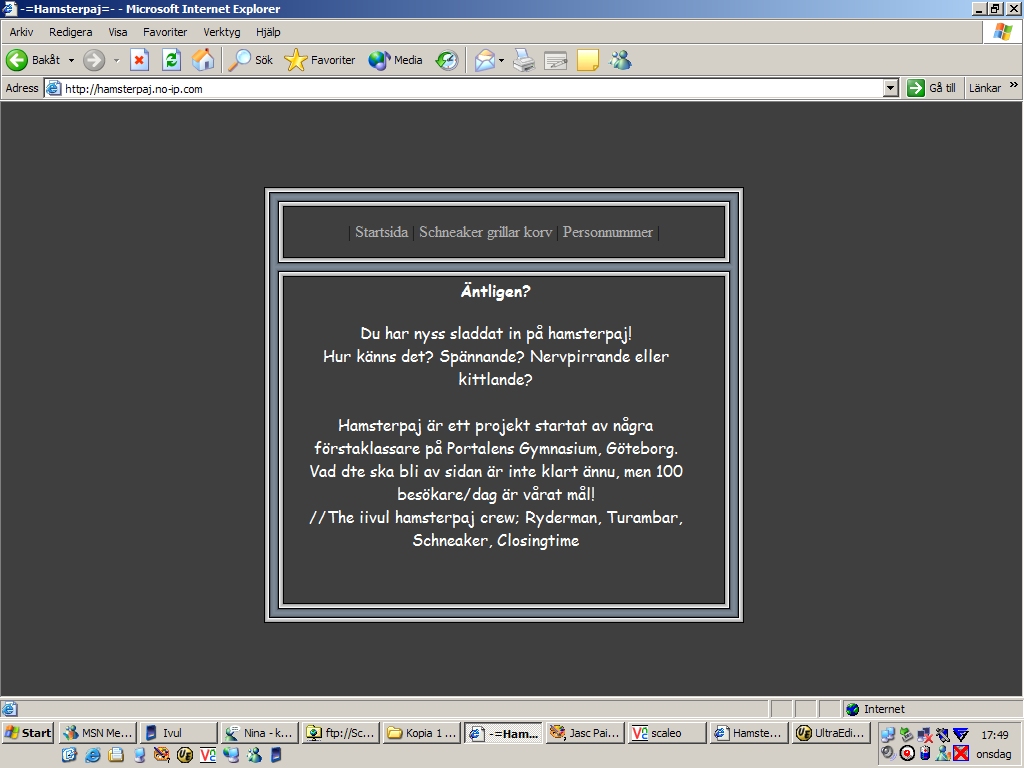 -=Hamsterpaj=- - Microsoft Internet Explorer
Arkiv Redigera Visa Favoriter Verktyg Hjälp
Bakåt Sök Favoriter Media
Adress http://hamsterpaj.no-ip.com Gå till Länkar »
| Startsida | Schneaker grillar korv | Personnummer |
Äntligen?
Du har nyss sladdat in på hamsterpaj!
Hur känns det? Spännande? Nervpirrande eller
kittlande?
Hamsterpaj är ett projekt startat av några
förstaklassare på Portalens Gymnasium, Göteborg.
Vad dte ska bli av sidan är inte klart ännu, men 100
besökare/dag är vårat mål!
//The iivul hamsterpaj crew; Ryderman, Turambar,
Schneaker, Closingtime
Internet
Start MSN Me... Ivul Nina - k... ftp://Sc... Kopia 1 ... -=Ham... Jasc Pai... scaleo Hamste... UltraEdi... 17:49
onsdag